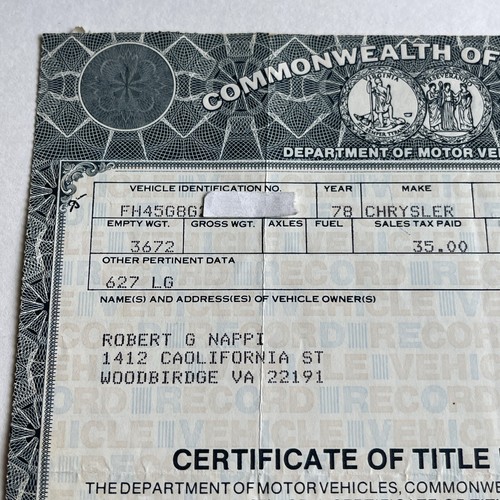 COMMONWEALTH OF
DEPARTMENT OF MOTOR VE
VEHICLE IDENTIFICATION NO. YEAR MAKE
FH45G8G 78 CHRYSLER
EMPTY WGT. GROSS WGT. AXLES FUEL SALES TAX PAID
3672 35.00
OTHER PERTINENT DATA
627 LG
NAME(S) AND ADDRESS(ES) OF VEHICLE OWNER(S)
ROBERT G NAPPI
1412 CAOLIFORNIA ST
WOODBIRDGE VA 22191
CERTIFICATE OF TITLE
THE DEPARTMENT OF MOTOR VEHICLES, COMMONWE